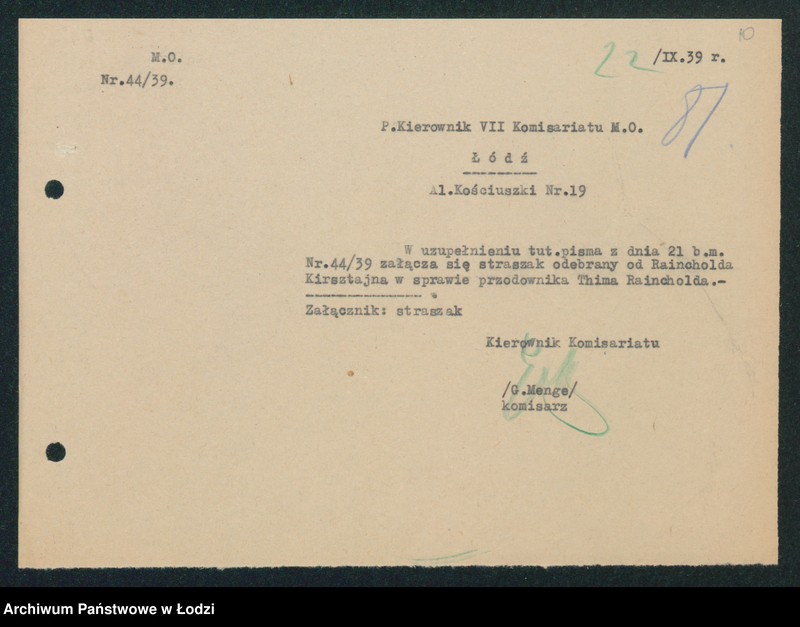 10
M.O.
22/IX.39 r.
Nr.44/39.
87.
P.Kierownik VII Komisariatu M.O.
Ł ó d ź
Al.Kościuszki Nr.19
W uzupełnieniu tut.pisma z dnia 21 b.m.
Nr.44/39 załącza się straszak odebrany od Raincholda
Kirsztajna w sprawie przodownika Thima Raincholda.-
Załącznik: straszak
Kierownik Komisariatu
/G.Menge/
komisarz
Archiwum Państwowe w Łodzi